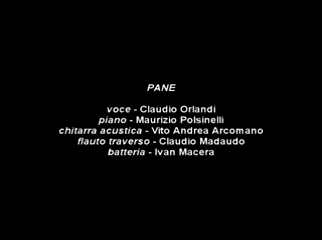 PANE
voce - Claudio Orlandi
piano - Maurizio Polsinelli
chitarra acustica - Vito Andrea Arcomano
flauto traverso - Claudio Madaudo
batteria - Ivan Macera